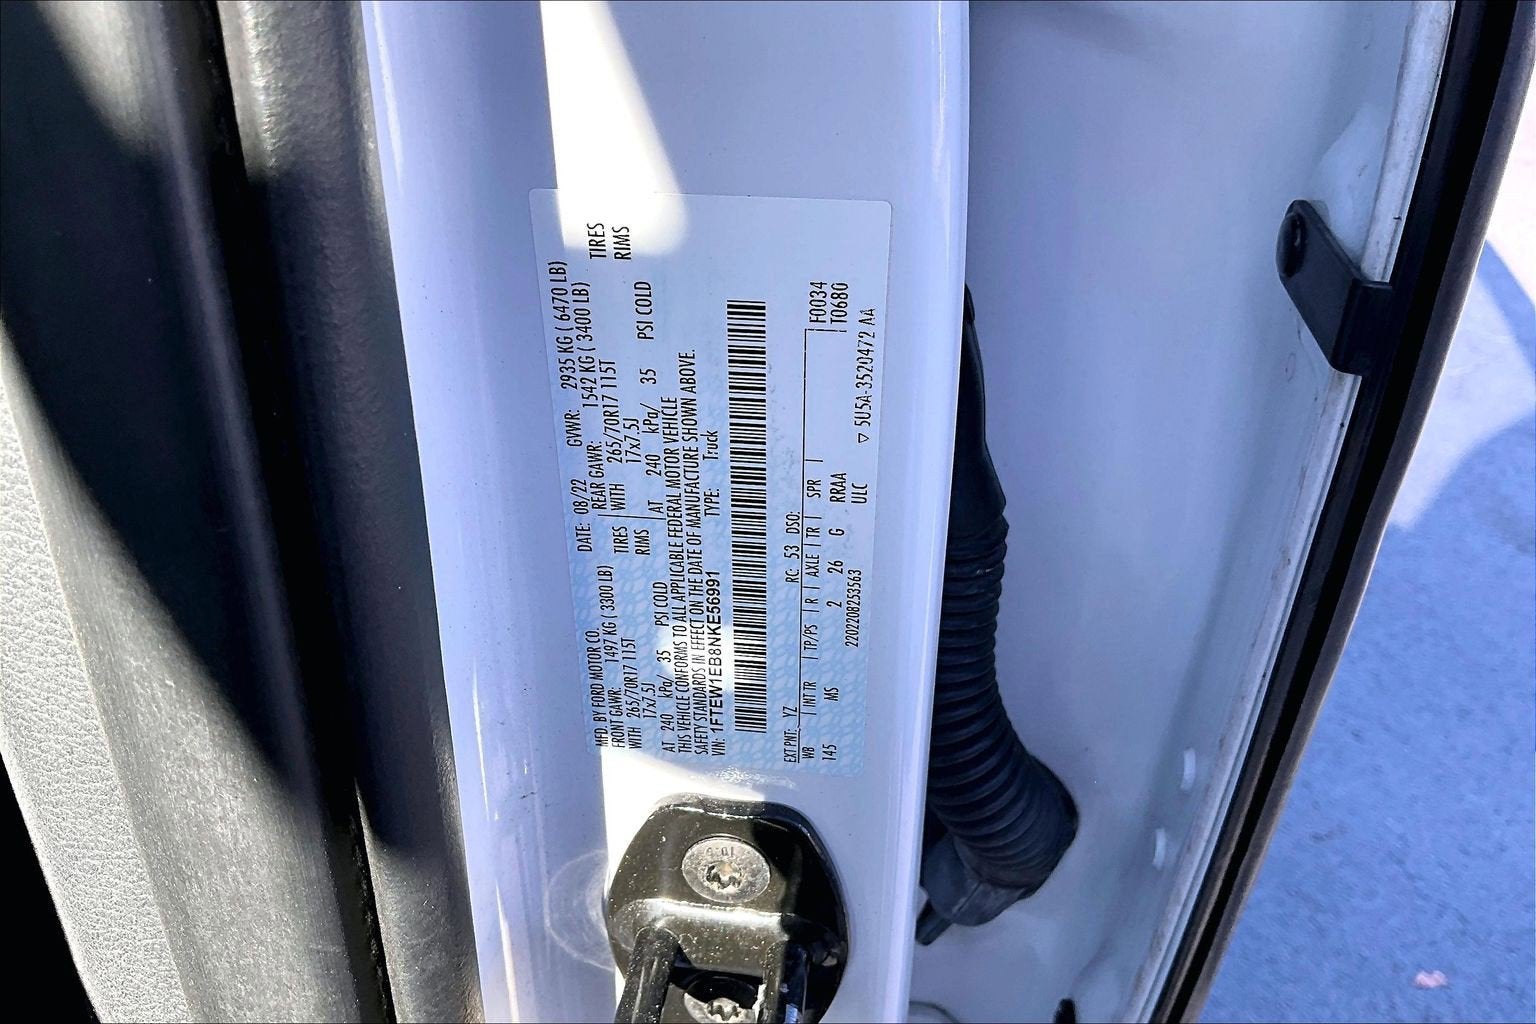 MFD. BY FORD MOTOR CO.
DATE: 08/22 GVWR: 2935 KG ( 6470 LB)
FRONT GAWR: 1497 KG ( 3300 LB) REAR GAWR: 1542 KG ( 3400 LB)
WITH 265/70R17 115T TIRES WITH 265/70R17 115T TIRES
17x7.5J RIMS 17x7.5J RIMS
AT 240 kPa/ 35 PSI COLD AT 240 kPa/ 35 PSI COLD
THIS VEHICLE CONFORMS TO ALL APPLICABLE FEDERAL MOTOR VEHICLE
SAFETY STANDARDS IN EFFECT ON THE DATE OF MANUFACTURE SHOWN ABOVE.
VIN: 1FTEW1EB8NKE56991 TYPE: Truck
EXT PNT: YZ RC: 53 DSO:
WB INT TR TP/PS R AXLE TR SPR F0034
145 MS 2 26 G RRAA T0680
2202208253563 ULC ▽ 5U5A-3520472 AA